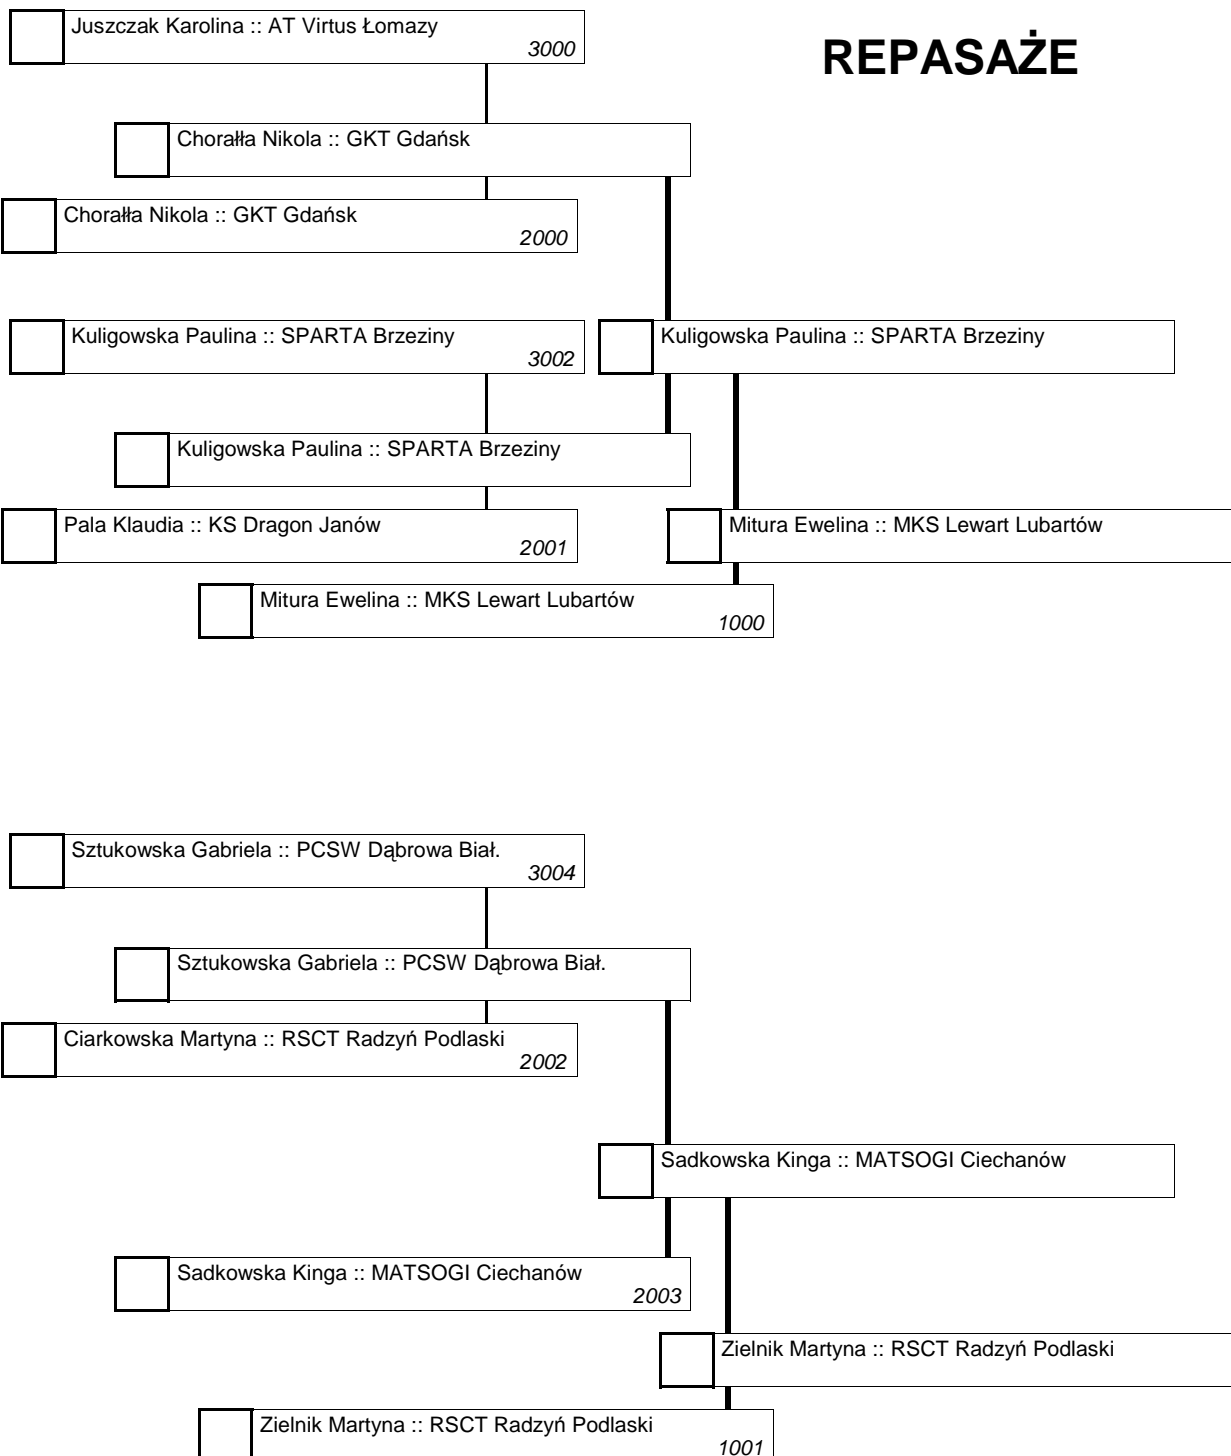 Juszczak Karolina :: AT Virtus Łomazy
3000
REPASAŻE
Chorałła Nikola :: GKT Gdańsk
Chorałła Nikola :: GKT Gdańsk
2000
Kuligowska Paulina :: SPARTA Brzeziny
3002
Kuligowska Paulina :: SPARTA Brzeziny
Kuligowska Paulina :: SPARTA Brzeziny
Pala Klaudia :: KS Dragon Janów
2001
Mitura Ewelina :: MKS Lewart Lubartów
Mitura Ewelina :: MKS Lewart Lubartów
1000
Sztukowska Gabriela :: PCSW Dąbrowa Biał.
3004
Sztukowska Gabriela :: PCSW Dąbrowa Biał.
Ciarkowska Martyna :: RSCT Radzyń Podlaski
2002
Sadkowska Kinga :: MATSOGI Ciechanów
Sadkowska Kinga :: MATSOGI Ciechanów
2003
Zielnik Martyna :: RSCT Radzyń Podlaski
Zielnik Martyna :: RSCT Radzyń Podlaski
1001